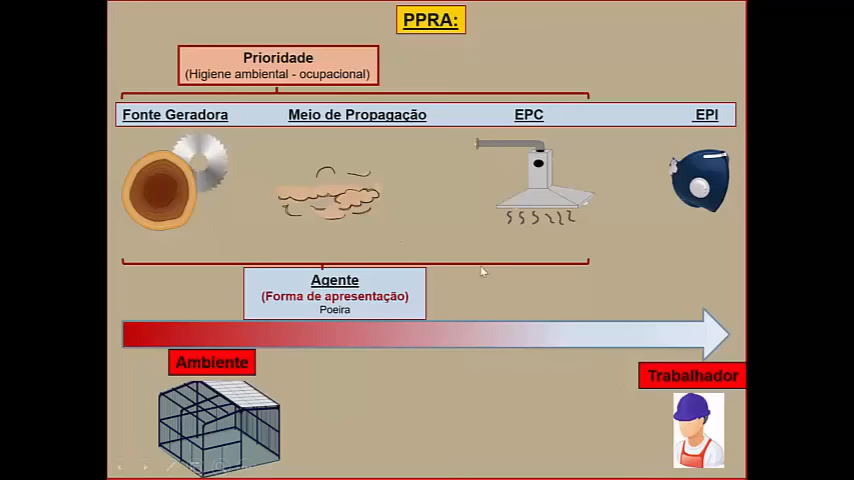 PPRA:
Prioridade
(Higiene ambiental - ocupacional)
Fonte Geradora
Meio de Propagação
EPC
EPI
Agente
(Forma de apresentação)
Poeira
Ambiente
Trabalhador